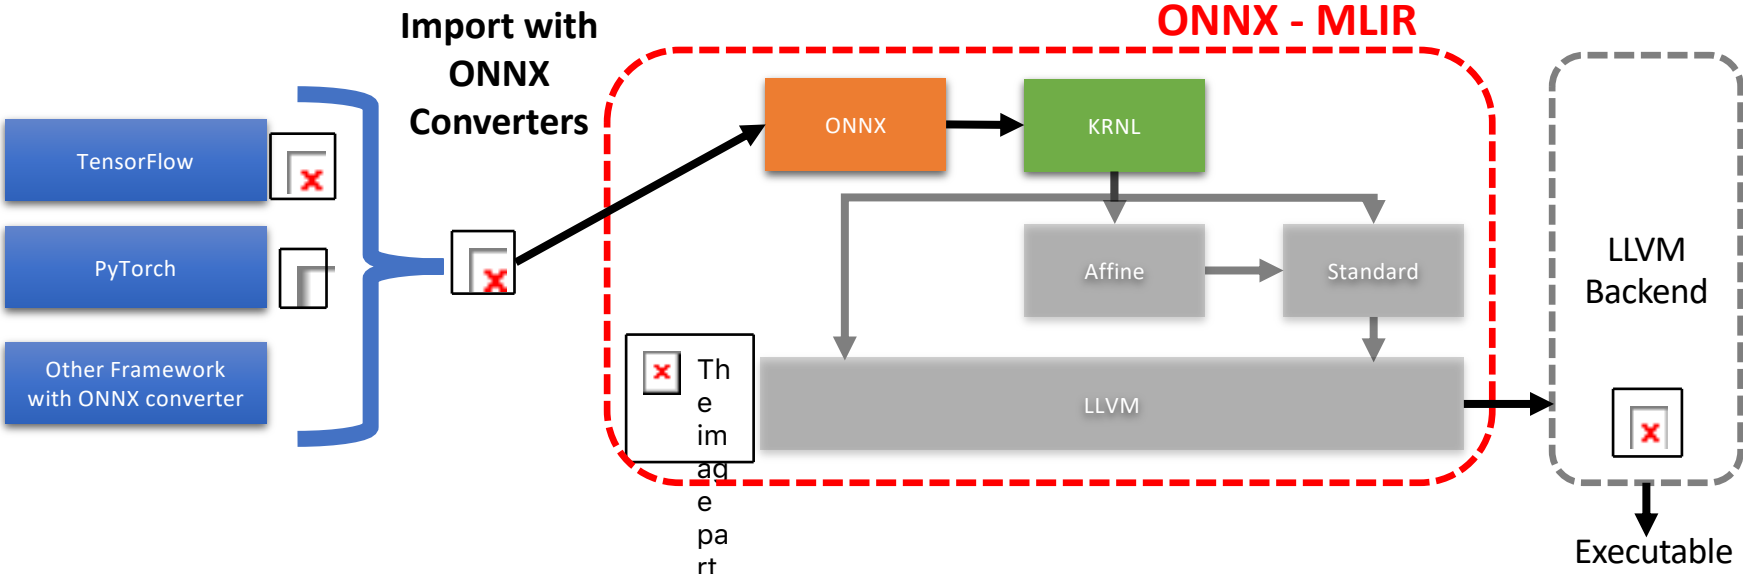 Import with
ONNX
Converters
ONNX - MLIR
TensorFlow
PyTorch
Other Framework
with ONNX converter
ONNX
KRNL
Affine
Standard
LLVM
Th
e
im
ag
e
pa
rt
LLVM
Backend
Executable